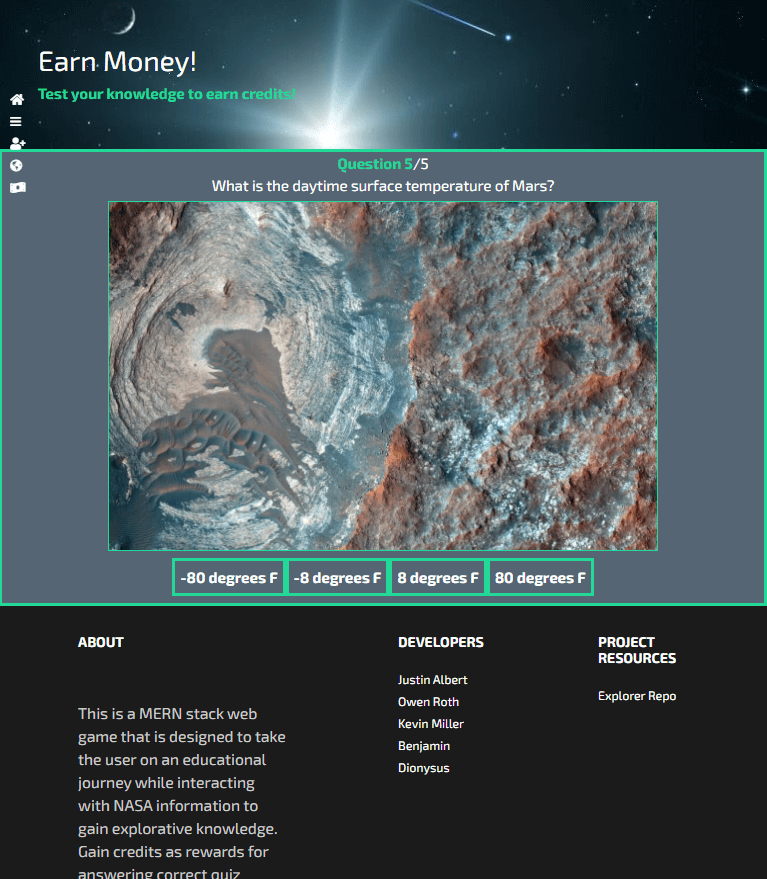 Earn Money!
Test your knowledge to earn credits!
Question 5/5
What is the daytime surface temperature of Mars?
-80 degrees F
-8 degrees F
8 degrees F
80 degrees F
ABOUT
This is a MERN stack web
game that is designed to take
the user on an educational
journey while interacting
with NASA information to
gain explorative knowledge.
Gain credits as rewards for
answering correct quiz
DEVELOPERS
Justin Albert
Owen Roth
Kevin Miller
Benjamin
Dionysus
PROJECT
RESOURCES
Explorer Repo